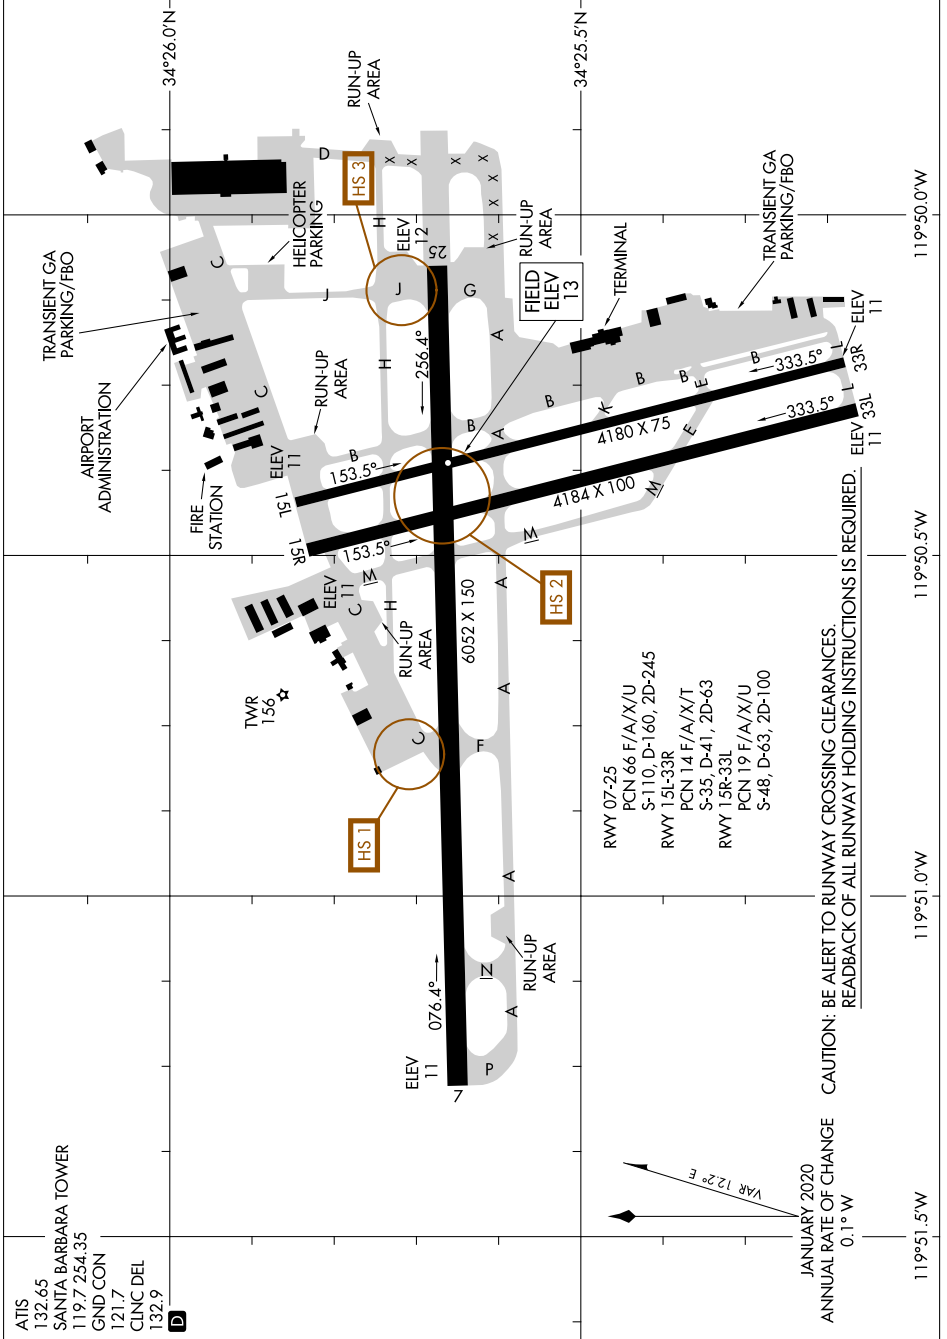 34°26.0'N
34°25.5'N
RUN-UP
AREA
D
HS 3
X
X
X
X
X
X
X
119°50.0'W
TRANSIENT GA
PARKING/FBO
C
HELICOPTER
PARKING
H
ELEV
12
25
RUN-UP
AREA
TERMINAL
TRANSIENT GA
PARKING/FBO
J
J
G
FIELD
ELEV
13
ELEV
11
AIRPORT
ADMINISTRATION
C
RUN-UP
AREA
H
256.4°
A
B
L
33R
333.5°
B
B
E
L
33L
333.5°
ELEV
11
FIRE
STATION
ELEV
11
15L
B
153.5°
B
A
B
K
4180 X 75
E
15R
153.5°
4184 X 100
M
M
HS 2
ELEV
11
M
C
H
RUN-UP
AREA
6052 X 150
A
A
TWR
156
C
F
HS 1
A
RWY 07-25
PCN 66 F/A/X/U
S-110, D-160, 2D-245
RWY 15L-33R
PCN 14 F/A/X/T
S-35, D-41, 2D-63
RWY 15R-33L
PCN 19 F/A/X/U
S-48, D-63, 2D-100
119°50.5'W
119°51.0'W
076.4°
N
RUN-UP
AREA
A
ELEV
11
7
P
CAUTION: BE ALERT TO RUNWAY CROSSING CLEARANCES.
READBACK OF ALL RUNWAY HOLDING INSTRUCTIONS IS REQUIRED.
VAR 12.2° E
JANUARY 2020
ANNUAL RATE OF CHANGE
0.1° W
119°51.5'W
ATIS
132.65
SANTA BARBARA TOWER
119.7 254.35
GND CON
121.7
CLNC DEL
132.9
D